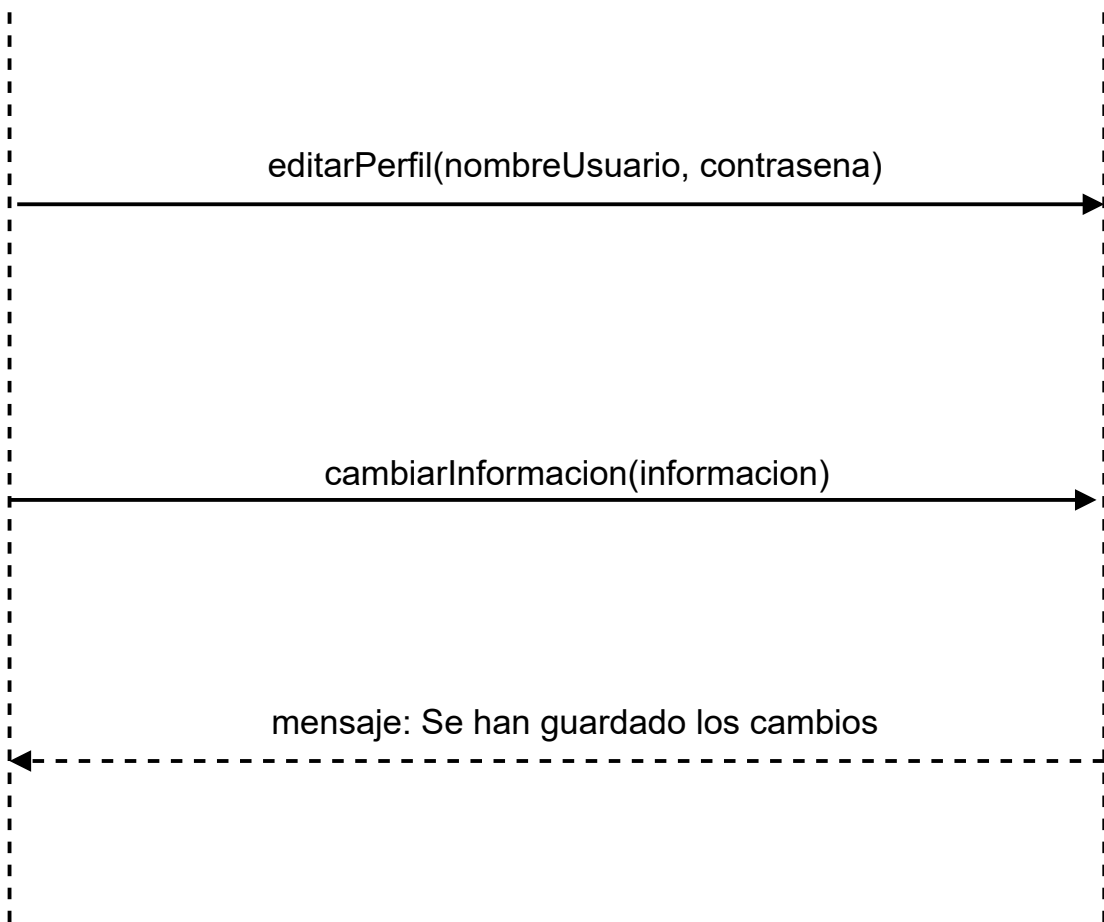 editarPerfil(nombreUsuario, contrasena)
cambiarInformacion(informacion)
mensaje: Se han guardado los cambios